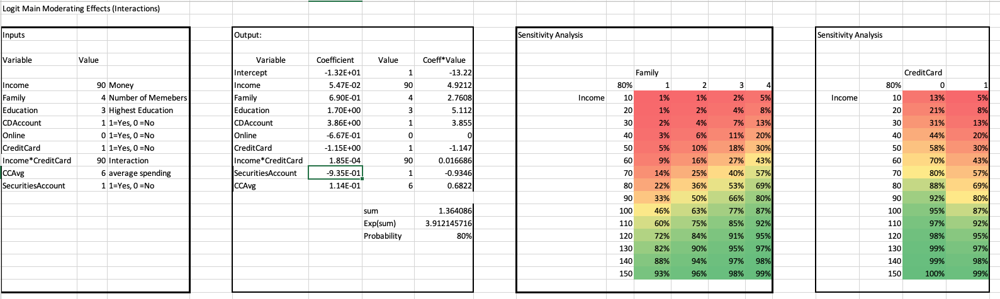 Logit Main Moderating Effects (Interactions)
Inputs Output: Sensitivity Analysis Sensitivity Analysis
Variable Value Variable Coefficient Value Coeff*Value
Intercept -1.32E+01 1 -13.22 Family CreditCard
Income 90 Money Income 5.47E-02 90 4.9212 80% 1 2 3 4 80% 0 1
Family 4 Number of Memebers Family 6.90E-01 4 2.7608 Income 10 1% 1% 2% 5% Income 10 13% 5%
Education 3 Highest Education Education 1.70E+00 3 5.112 20 1% 2% 4% 8% 20 21% 8%
CDAccount 1 1=Yes, 0 =No CDAccount 3.86E+00 1 3.855 30 2% 4% 7% 13% 30 31% 13%
Online 0 1=Yes, 0 =No Online -6.67E-01 0 0 40 3% 6% 11% 20% 40 44% 20%
CreditCard 1 1=Yes, 0 =No CreditCard -1.15E+00 1 -1.147 50 5% 10% 18% 30% 50 58% 30%
Income*CreditCard 90 Interaction Income*CreditCard 1.85E-04 90 0.016686 60 9% 16% 27% 43% 60 70% 43%
CCAvg 6 average spending SecuritiesAccount -9.35E-01 1 -0.9346 70 14% 25% 40% 57% 70 80% 57%
SecuritiesAccount 1 1=Yes, 0 =No CCAvg 1.14E-01 6 0.6822 80 22% 36% 53% 69% 80 88% 69%
90 33% 50% 66% 80% 90 92% 80%
sum 1.364086 100 46% 63% 77% 87% 100 95% 87%
Exp(sum) 3.912145716 110 60% 75% 85% 92% 110 97% 92%
Probability 80% 120 72% 84% 91% 95% 120 98% 95%
130 82% 90% 95% 97% 130 99% 97%
140 88% 94% 97% 98% 140 99% 98%
150 93% 96% 98% 99% 150 100% 99%